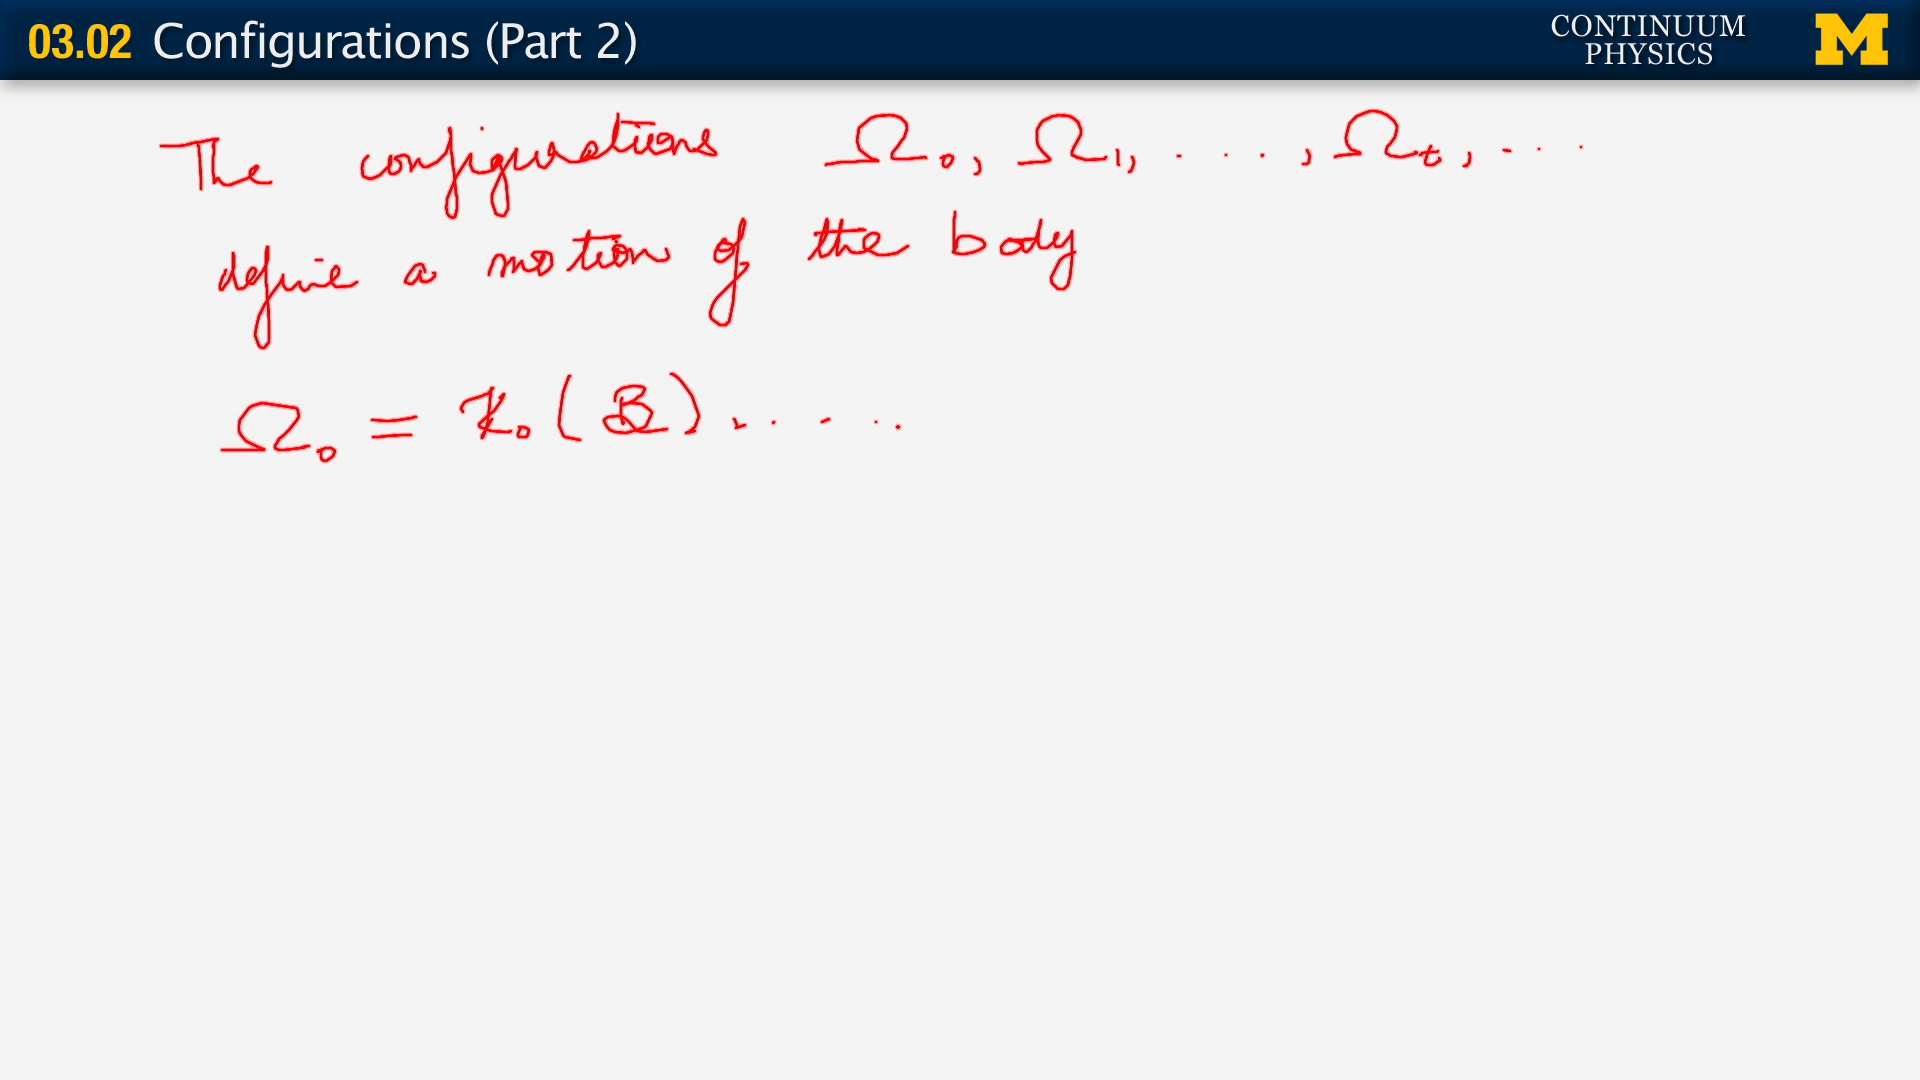 03.02 Configurations (Part 2)
CONTINUUM
PHYSICS
M
The configurations Ω₀, Ω₁, . . . ., Ωₜ, . . .
define a motion of the body
Ω₀ = ϰ₀(ℬ), . . . . .